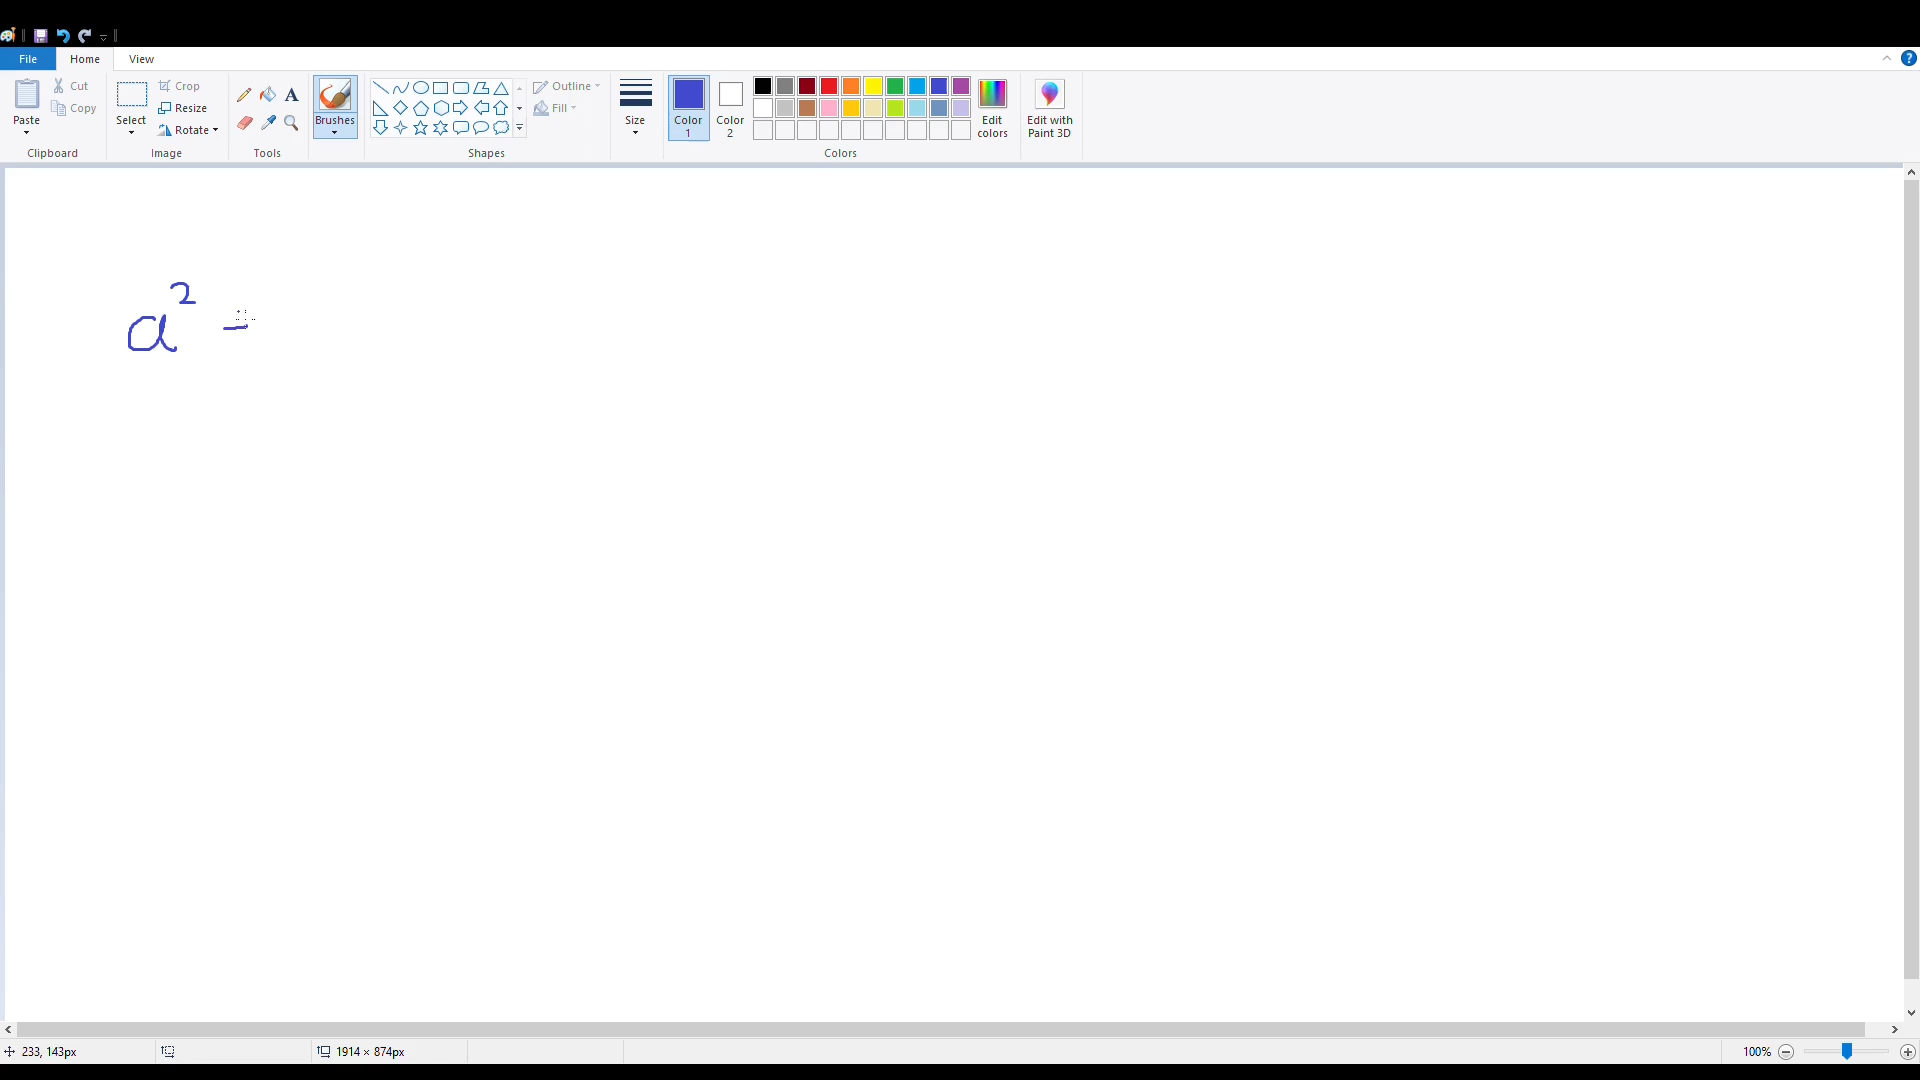 File Home View
Paste Cut Copy Select Crop Resize Rotate Brushes Outline Fill Size Color 1 Color 2 Edit colors Edit with Paint 3D
Clipboard Image Tools Shapes Colors
a² -
233, 143px 1914 × 874px 100%